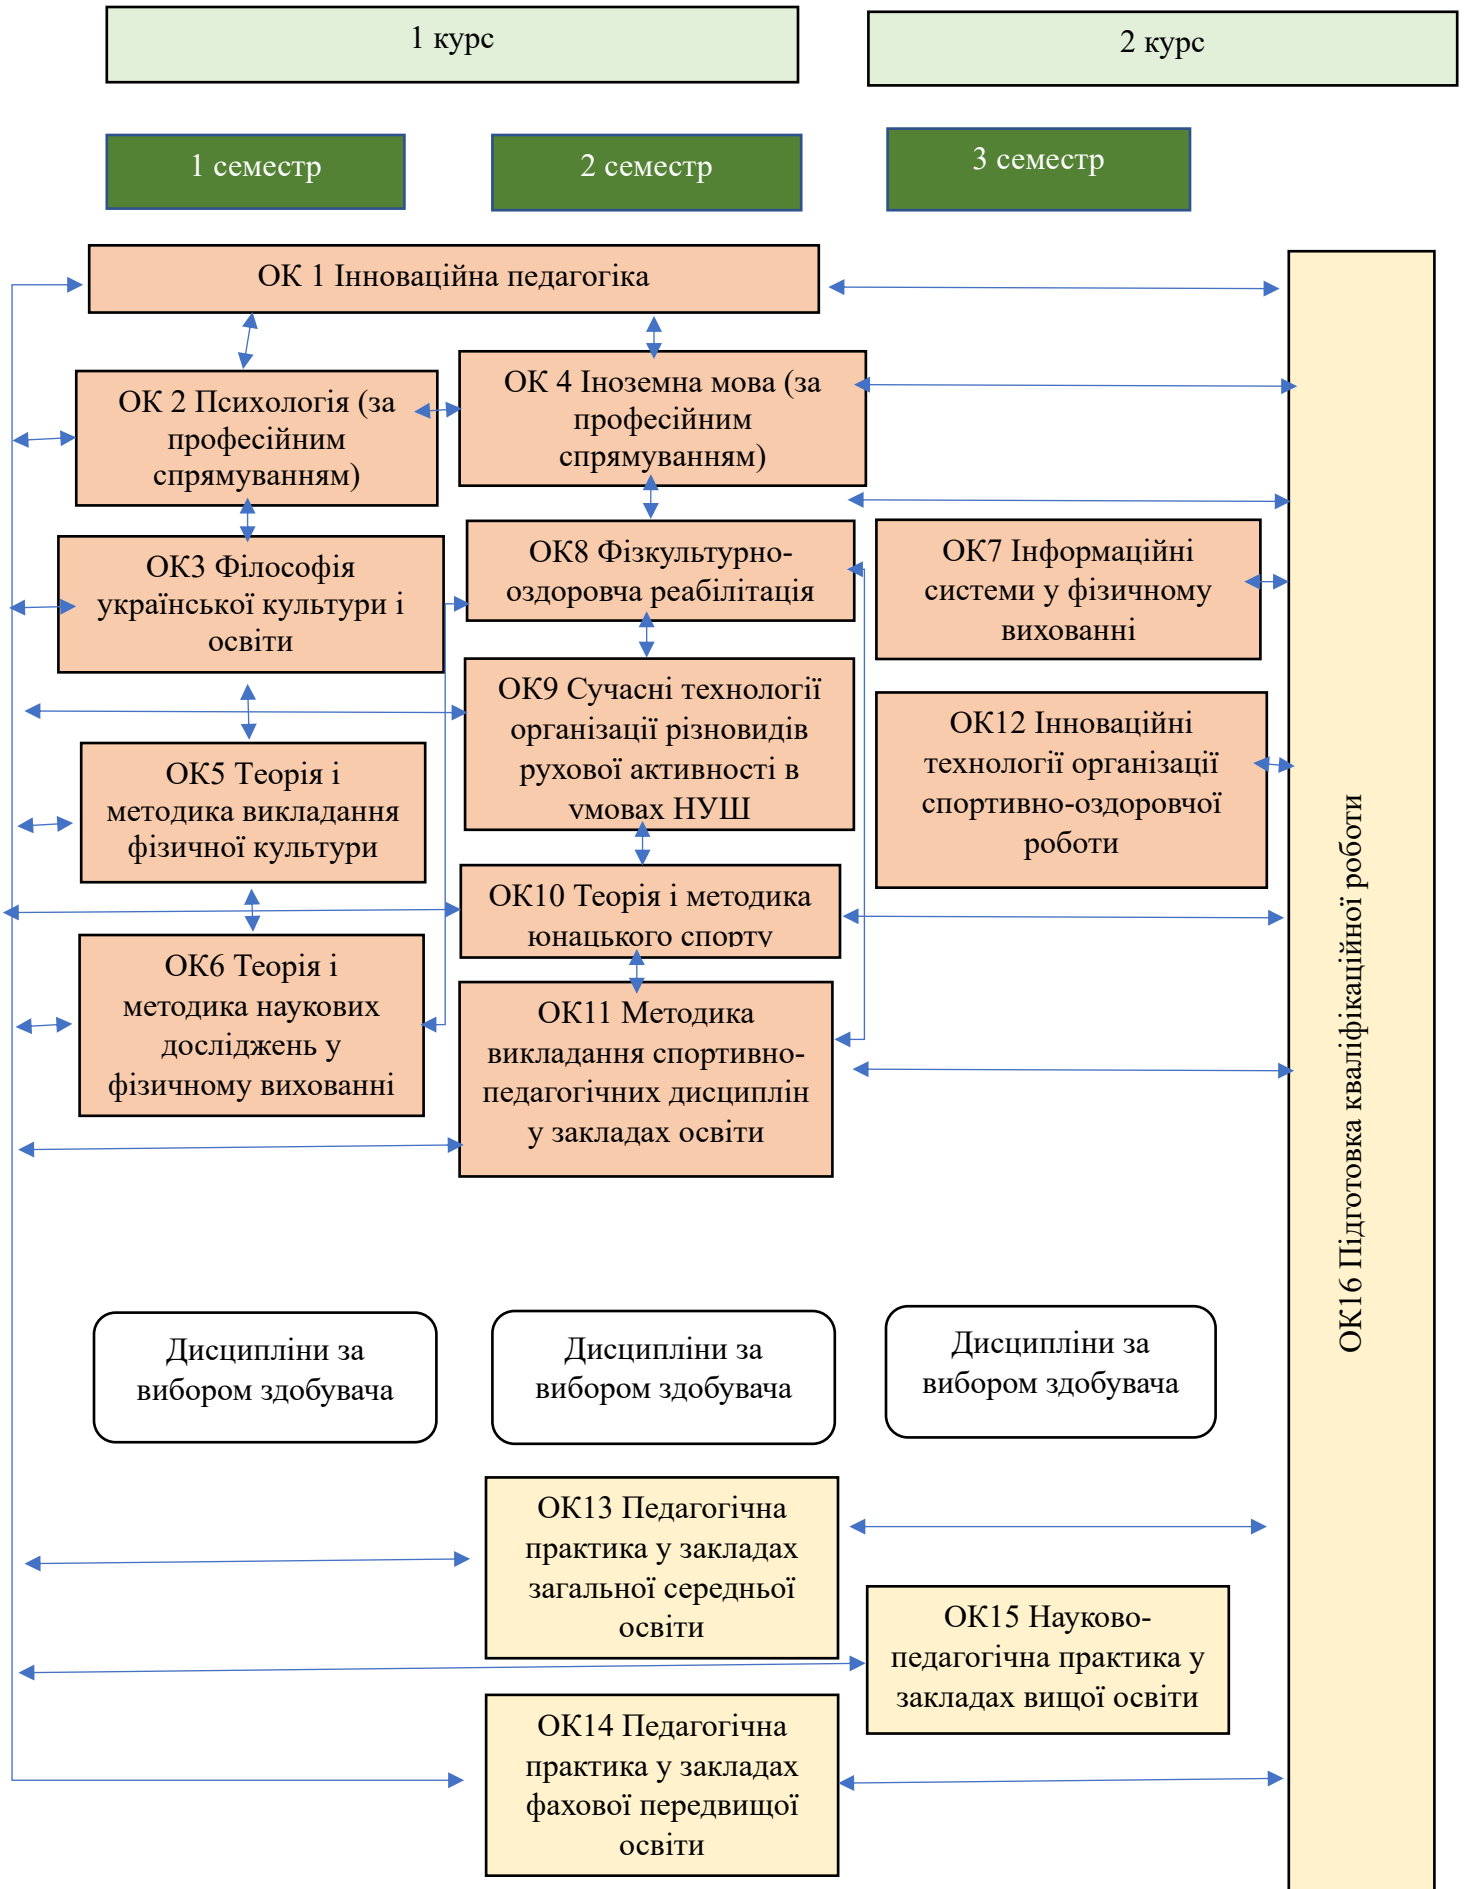 1 курс
2 курс
1 семестр
2 семестр
3 семестр
ОК 1 Інноваційна педагогіка
ОК 2 Психологія (за
професійним
спрямуванням)
ОК 4 Іноземна мова (за
професійним
спрямуванням)
ОК3 Філософія
української культури і
освіти
ОК8 Фізкультурно-
оздоровча реабілітація
ОК7 Інформаційні
системи у фізичному
вихованні
ОК9 Сучасні технології
організації різновидів
рухової активності в
умовах НУШ
ОК12 Інноваційні
технології організації
спортивно-оздоровчої
роботи
ОК5 Теорія і
методика викладання
фізичної культури
ОК10 Теорія і методика
юнацького спорту
ОК6 Теорія і
методика наукових
досліджень у
фізичному вихованні
ОК11 Методика
викладання спортивно-
педагогічних дисциплін
у закладах освіти
ОК16 Підготовка кваліфікаційної роботи
Дисципліни за
вибором здобувача
Дисципліни за
вибором здобувача
Дисципліни за
вибором здобувача
ОК13 Педагогічна
практика у закладах
загальної середньої
освіти
ОК15 Науково-
педагогічна практика у
закладах вищої освіти
ОК14 Педагогічна
практика у закладах
фахової передвищої
освіти